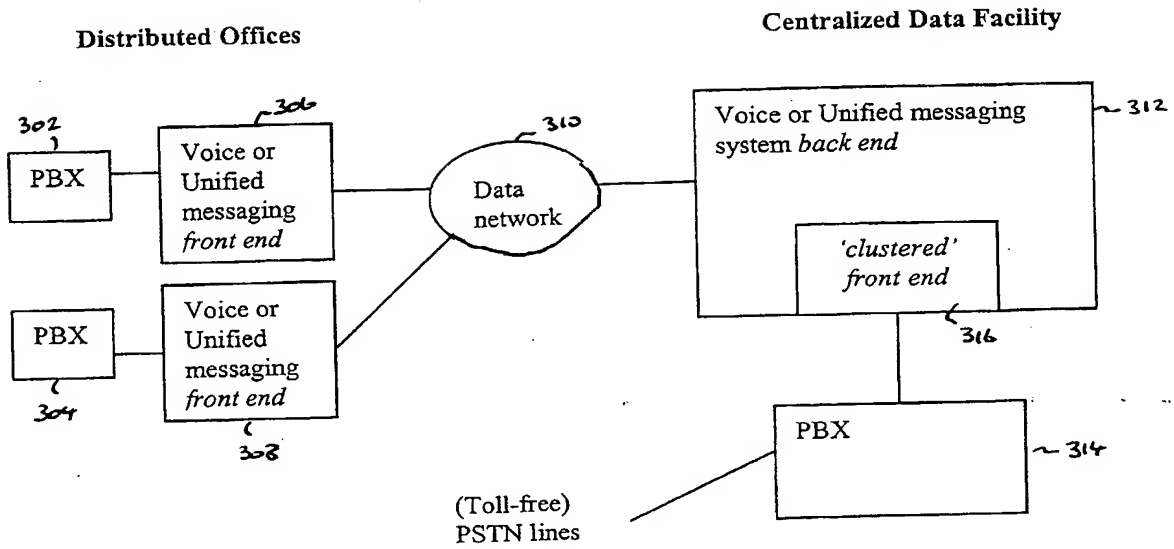 Distributed Offices
Centralized Data Facility
302
PBX
306
Voice or
Unified
messaging
front end
310
Data
network
312
Voice or Unified messaging
system back end
'clustered'
front end
316
PBX
304
Voice or
Unified
messaging
front end
308
PBX
314
(Toll-free)
PSTN lines